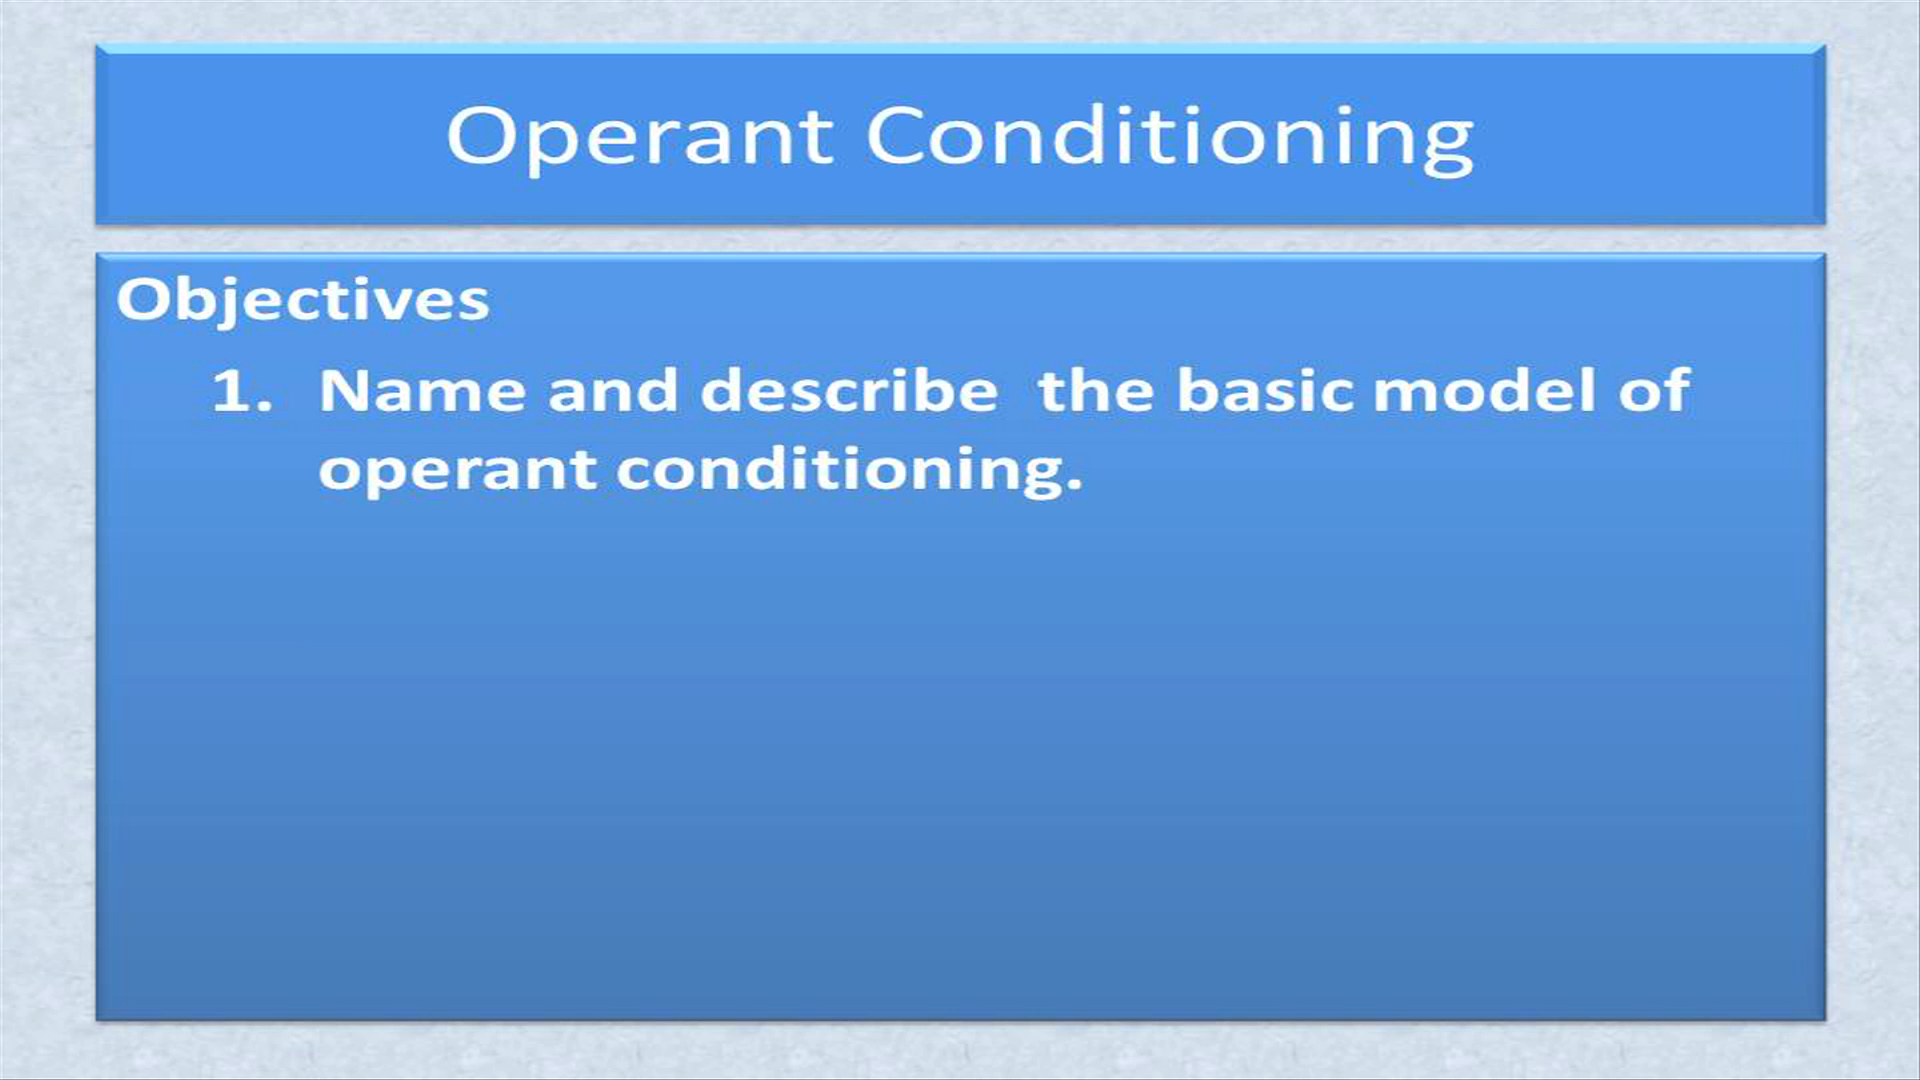 Operant Conditioning
Objectives
1. Name and describe  the basic model of
operant conditioning.